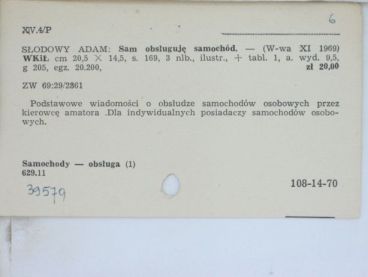 6
XIV.4/P
SŁODOWY ADAM: Sam obsługuję samochód. — (W-wa XI 1969)
WKiŁ cm 20,5 × 14,5, s. 169, 3 nlb., ilustr., + tabl. 1, a. wyd. 9,5,
g 205, egz. 20.200, zł 20,00
ZW 69:29/2361
Podstawowe wiadomości o obsłudze samochodów osobowych przez
kierowcę amatora .Dla indywidualnych posiadaczy samochodów osobo-
wych.
Samochody — obsługa (1)
629.11
39579
108-14-70